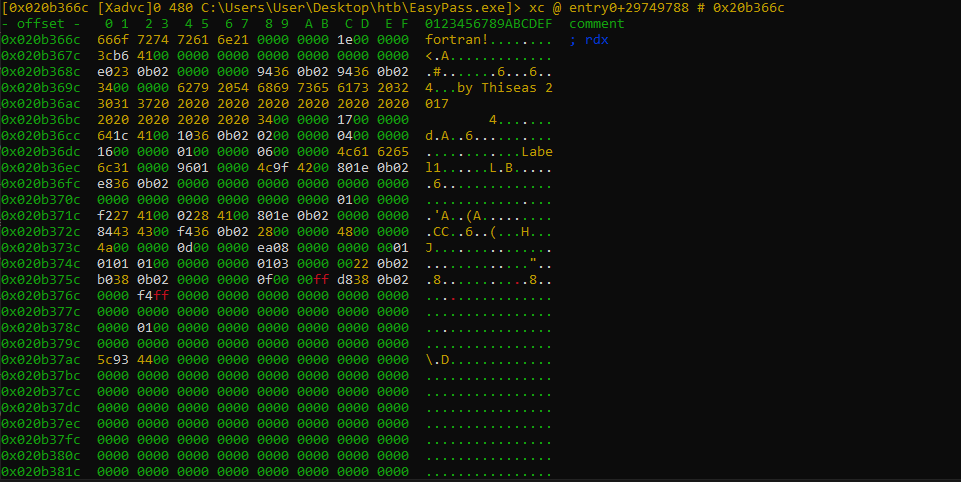 [0x020b366c [Xadvc]0 480 C:\Users\User\Desktop\htb\EasyPass.exe]> xc @ entry0+29749788 # 0x20b366c
- offset -   0 1  2 3  4 5  6 7  8 9  A B  C D  E F  0123456789ABCDEF  comment
0x020b366c  666f 7274 7261 6e21 0000 0000 1e00 0000  fortran!........  ; rdx
0x020b367c  3cb6 4100 0000 0000 0000 0000 0000 0000  <.A.............
0x020b368c  e023 0b02 0000 0000 9436 0b02 9436 0b02  .#.......6...6..
0x020b369c  3400 0000 6279 2054 6869 7365 6173 2032  4...by Thiseas 2
0x020b36ac  3031 3720 2020 2020 2020 2020 2020 2020  017
0x020b36bc  2020 2020 2020 2020 3400 0000 1700 0000          4.......
0x020b36cc  641c 4100 1036 0b02 0200 0000 0400 0000  d.A..6..........
0x020b36dc  1600 0000 0100 0000 0600 0000 4c61 6265  ............Labe
0x020b36ec  6c31 0000 9601 0000 4c9f 4200 801e 0b02  l1......L.B.....
0x020b36fc  e836 0b02 0000 0000 0000 0000 0000 0000  .6..............
0x020b370c  0000 0000 0000 0000 0000 0000 0100 0000  ................
0x020b371c  f227 4100 0228 4100 801e 0b02 0000 0000  .'A..(A.........
0x020b372c  8443 4300 f436 0b02 2800 0000 4800 0000  .CC..6..(...H...
0x020b373c  4a00 0000 0d00 0000 ea08 0000 0000 0001  J...............
0x020b374c  0101 0100 0000 0000 0103 0000 0022 0b02  ............."..
0x020b375c  b038 0b02 0000 0000 0f00 00ff d838 0b02  .8...........8..
0x020b376c  0000 f4ff 0000 0000 0000 0000 0000 0000  ................
0x020b377c  0000 0000 0000 0000 0000 0000 0000 0000  ................
0x020b378c  0000 0100 0000 0000 0000 0000 0000 0000  ................
0x020b379c  0000 0000 0000 0000 0000 0000 0000 0000  ................
0x020b37ac  5c93 4400 0000 0000 0000 0000 0000 0000  \.D.............
0x020b37bc  0000 0000 0000 0000 0000 0000 0000 0000  ................
0x020b37cc  0000 0000 0000 0000 0000 0000 0000 0000  ................
0x020b37dc  0000 0000 0000 0000 0000 0000 0000 0000  ................
0x020b37ec  0000 0000 0000 0000 0000 0000 0000 0000  ................
0x020b37fc  0000 0000 0000 0000 0000 0000 0000 0000  ................
0x020b380c  0000 0000 0000 0000 0000 0000 0000 0000  ................
0x020b381c  0000 0000 0000 0000 0000 0000 0000 0000  ................